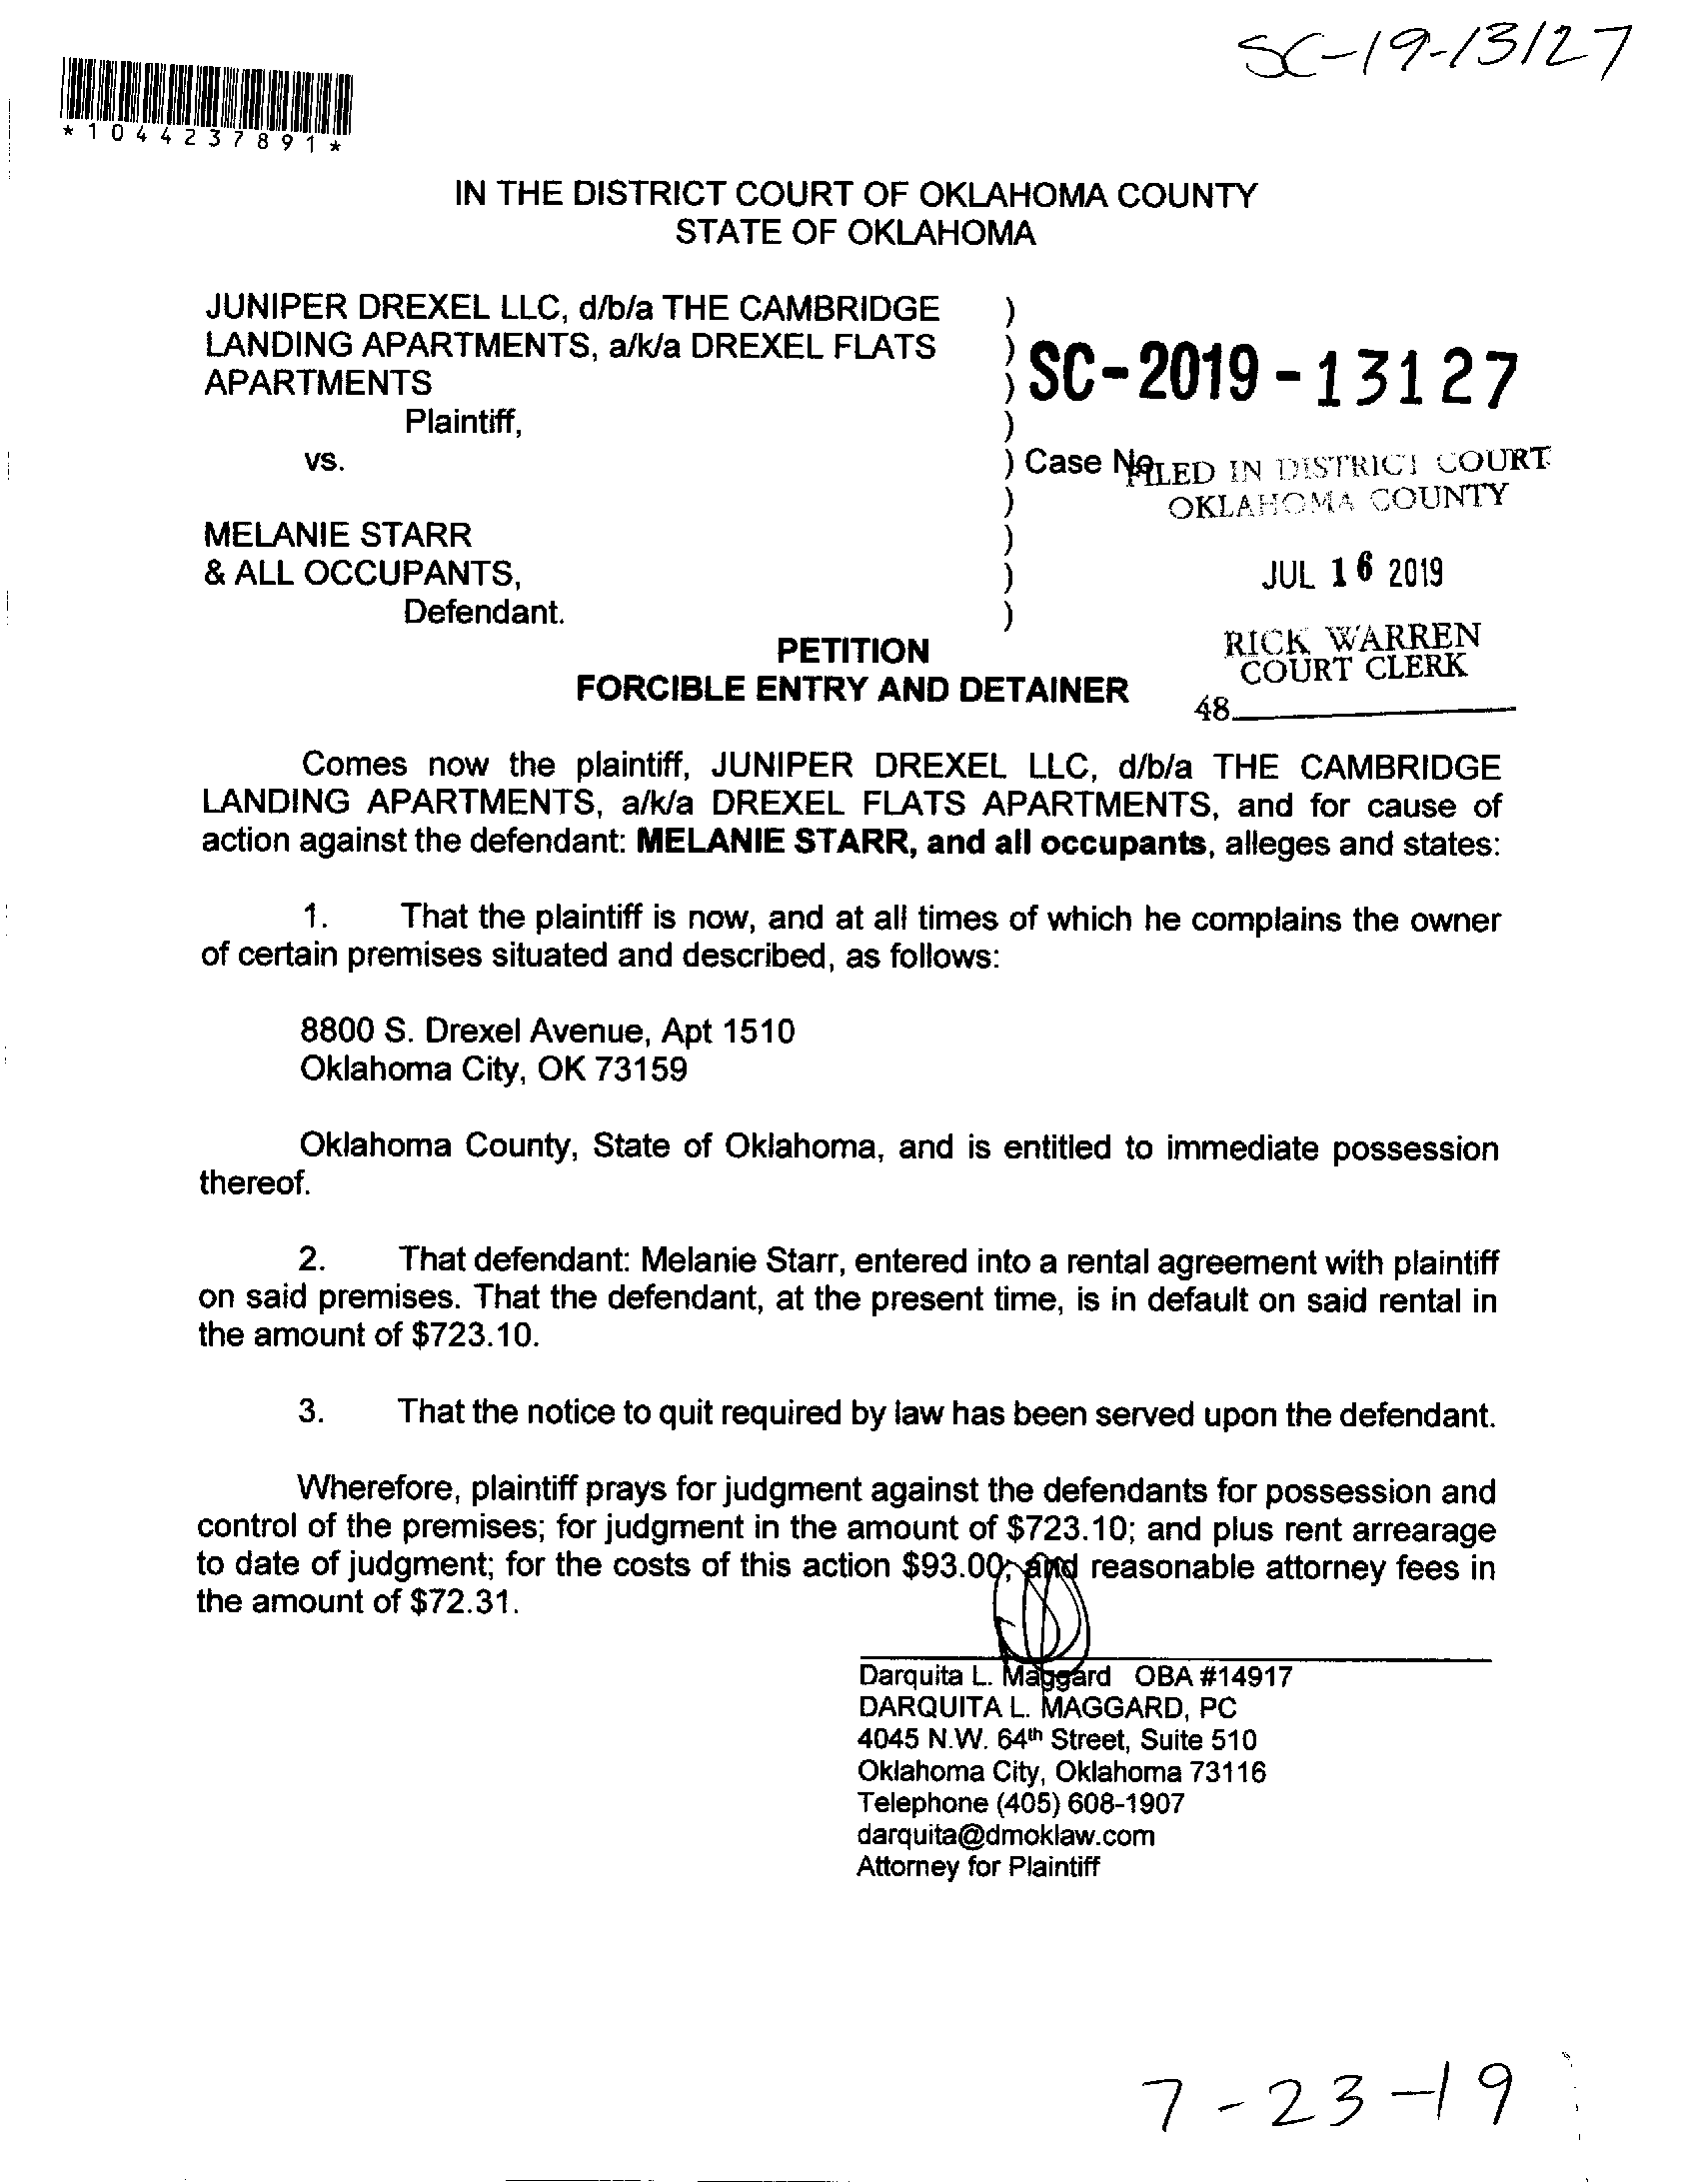 SC-19-13127
*1044237891*
IN THE DISTRICT COURT OF OKLAHOMA COUNTY
STATE OF OKLAHOMA
JUNIPER DREXEL LLC, d/b/a THE CAMBRIDGE )
LANDING APARTMENTS, a/k/a DREXEL FLATS )
APARTMENTS ) SC-2019-13127
Plaintiff, )
vs. ) Case No.
FILED IN DISTRICT COURT
OKLAHOMA COUNTY
)
MELANIE STARR )
& ALL OCCUPANTS, ) JUL 16 2019
Defendant. )
PETITION
RICK WARREN
COURT CLERK
FORCIBLE ENTRY AND DETAINER
48
Comes now the plaintiff, JUNIPER DREXEL LLC, d/b/a THE CAMBRIDGE
LANDING APARTMENTS, a/k/a DREXEL FLATS APARTMENTS, and for cause of
action against the defendant: MELANIE STARR, and all occupants, alleges and states:
1. That the plaintiff is now, and at all times of which he complains the owner
of certain premises situated and described, as follows:
8800 S. Drexel Avenue, Apt 1510
Oklahoma City, OK 73159
Oklahoma County, State of Oklahoma, and is entitled to immediate possession
thereof.
2. That defendant: Melanie Starr, entered into a rental agreement with plaintiff
on said premises. That the defendant, at the present time, is in default on said rental in
the amount of $723.10.
3. That the notice to quit required by law has been served upon the defendant.
Wherefore, plaintiff prays for judgment against the defendants for possession and
control of the premises; for judgment in the amount of $723.10; and plus rent arrearage
to date of judgment; for the costs of this action $93.00; and reasonable attorney fees in
the amount of $72.31.
Darquita L. Maggard OBA #14917
DARQUITA L. MAGGARD, PC
4045 N.W. 64th Street, Suite 510
Oklahoma City, Oklahoma 73116
Telephone (405) 608-1907
darquita@dmoklaw.com
Attorney for Plaintiff
7-23-19